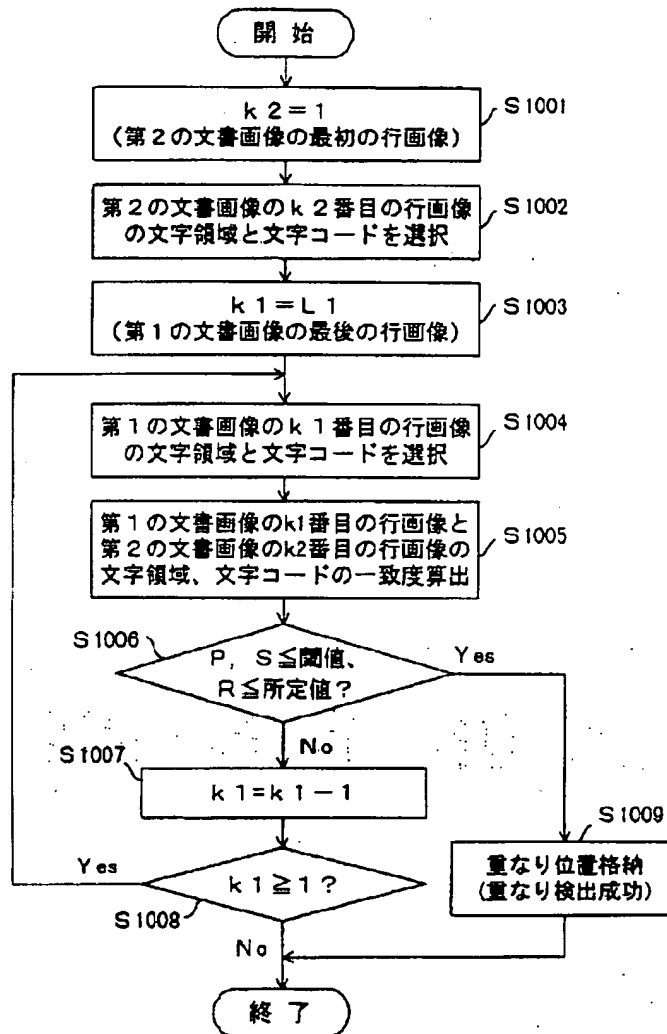 開 始
k2=1
(第2の文書画像の最初の行画像)
S1001
第2の文書画像のk2番目の行画像
の文字領域と文字コードを選択
S1002
k1=L1
(第1の文書画像の最後の行画像)
S1003
第1の文書画像のk1番目の行画像
の文字領域と文字コードを選択
S1004
第1の文書画像のk1番目の行画像と
第2の文書画像のk2番目の行画像の
文字領域、文字コードの一致度算出
S1005
S1006
P, S≦閾値、
R≦所定値?
Yes
No
S1007
k1=k1-1
S1009
重なり位置格納
(重なり検出成功)
Yes
k1≧1?
S1008
No
終 了